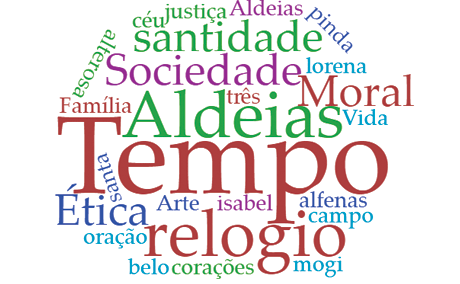 céu justiça Aldeias pinda
alterosa santidade
Sociedade lorena
Família três Moral
Aldeias Vida
Tempo
santa
Ética Arte isabel alfenas
campo
oração relogio
belo corações mogi